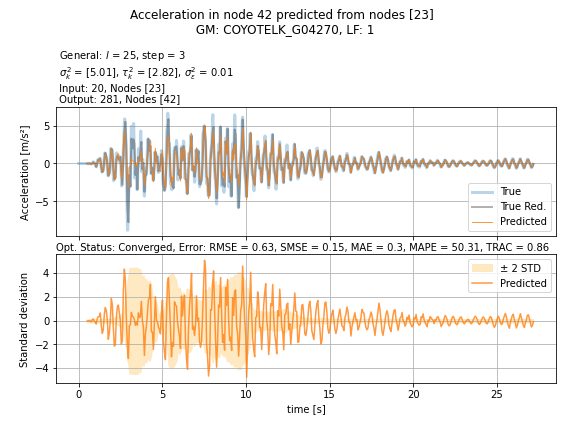 Acceleration in node 42 predicted from nodes [23]
GM: COYOTELK_G04270, LF: 1
General: l = 25, step = 3
σ²ₖ = [5.01], τ²ₖ = [2.82], σ²ε = 0.01
Input: 20, Nodes [23]
Output: 281, Nodes [42]
Acceleration [m/s²]
5
0
−5
True
True Red.
Predicted
Opt. Status: Converged, Error: RMSE = 0.63, SMSE = 0.15, MAE = 0.3, MAPE = 50.31, TRAC = 0.86
Standard deviation
4
2
0
−2
−4
± 2 STD
Predicted
0 5 10 15 20 25
time [s]